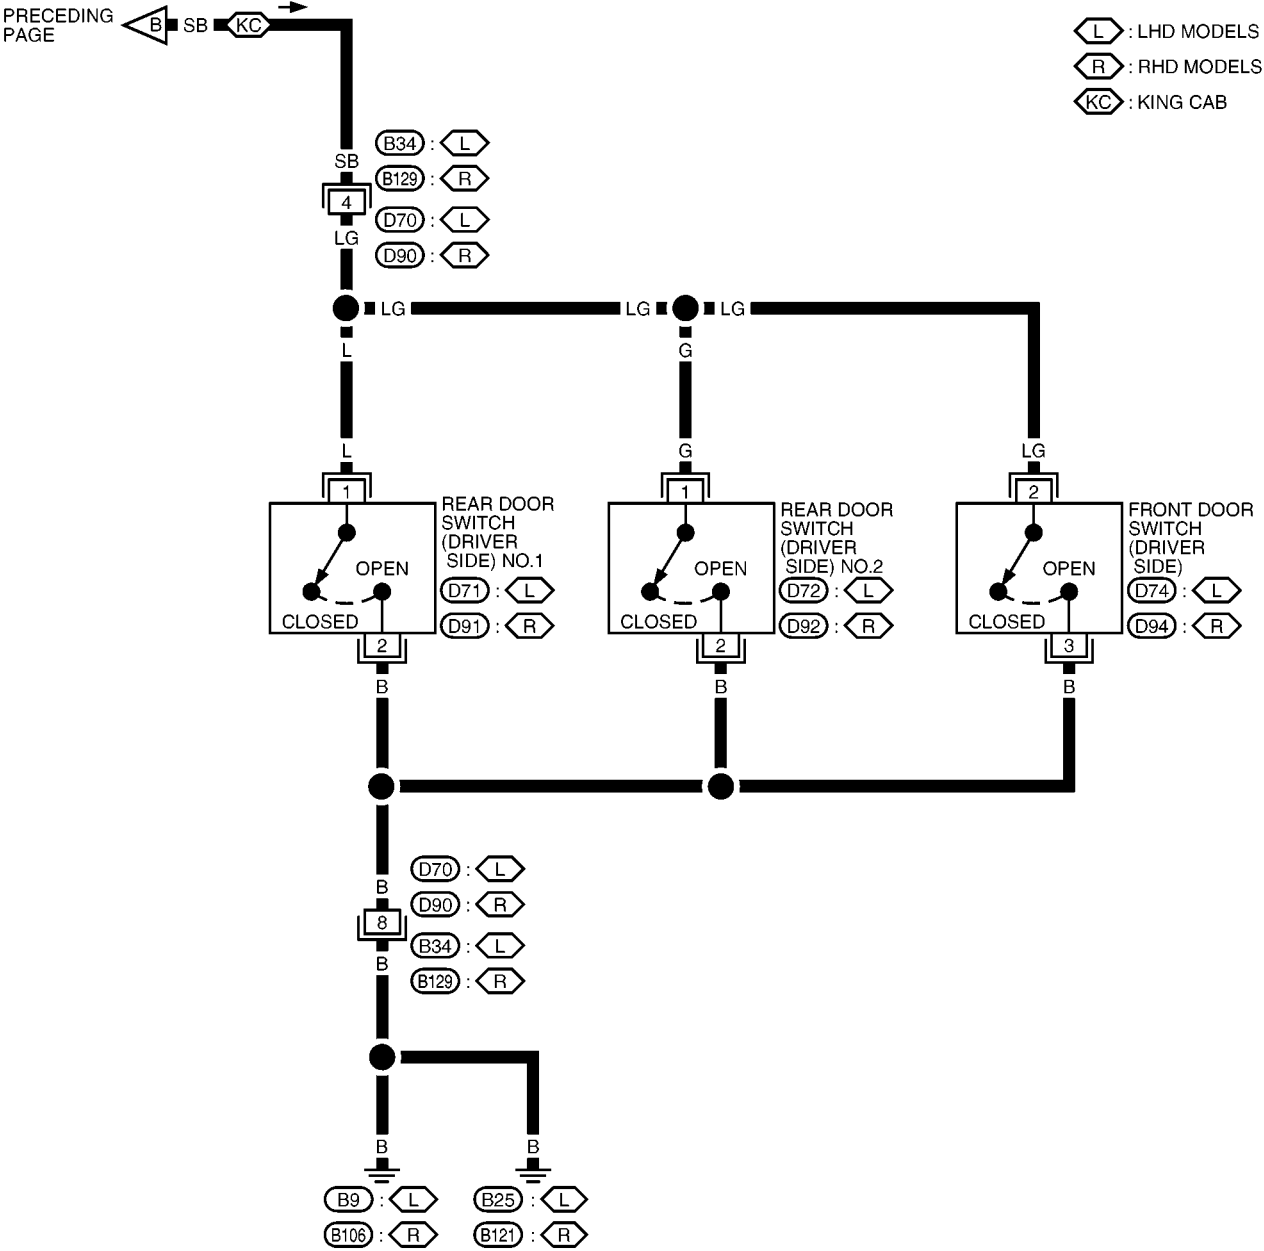 PRECEDING
PAGE
B SB KC
L : LHD MODELS
R : RHD MODELS
KC : KING CAB
SB
B34 : L
B129 : R
4
D70 : L
LG
D90 : R
LG LG LG
L G
L G LG
1 1 2
REAR DOOR
SWITCH
(DRIVER
SIDE) NO.1
D71 : L
D91 : R
OPEN
CLOSED
REAR DOOR
SWITCH
(DRIVER
SIDE) NO.2
D72 : L
D92 : R
OPEN
CLOSED
FRONT DOOR
SWITCH
(DRIVER
SIDE)
D74 : L
D94 : R
OPEN
CLOSED
2 2 3
B B B
D70 : L
B
D90 : R
8
B34 : L
B
B129 : R
B B
B9 : L
B106 : R
B25 : L
B121 : R